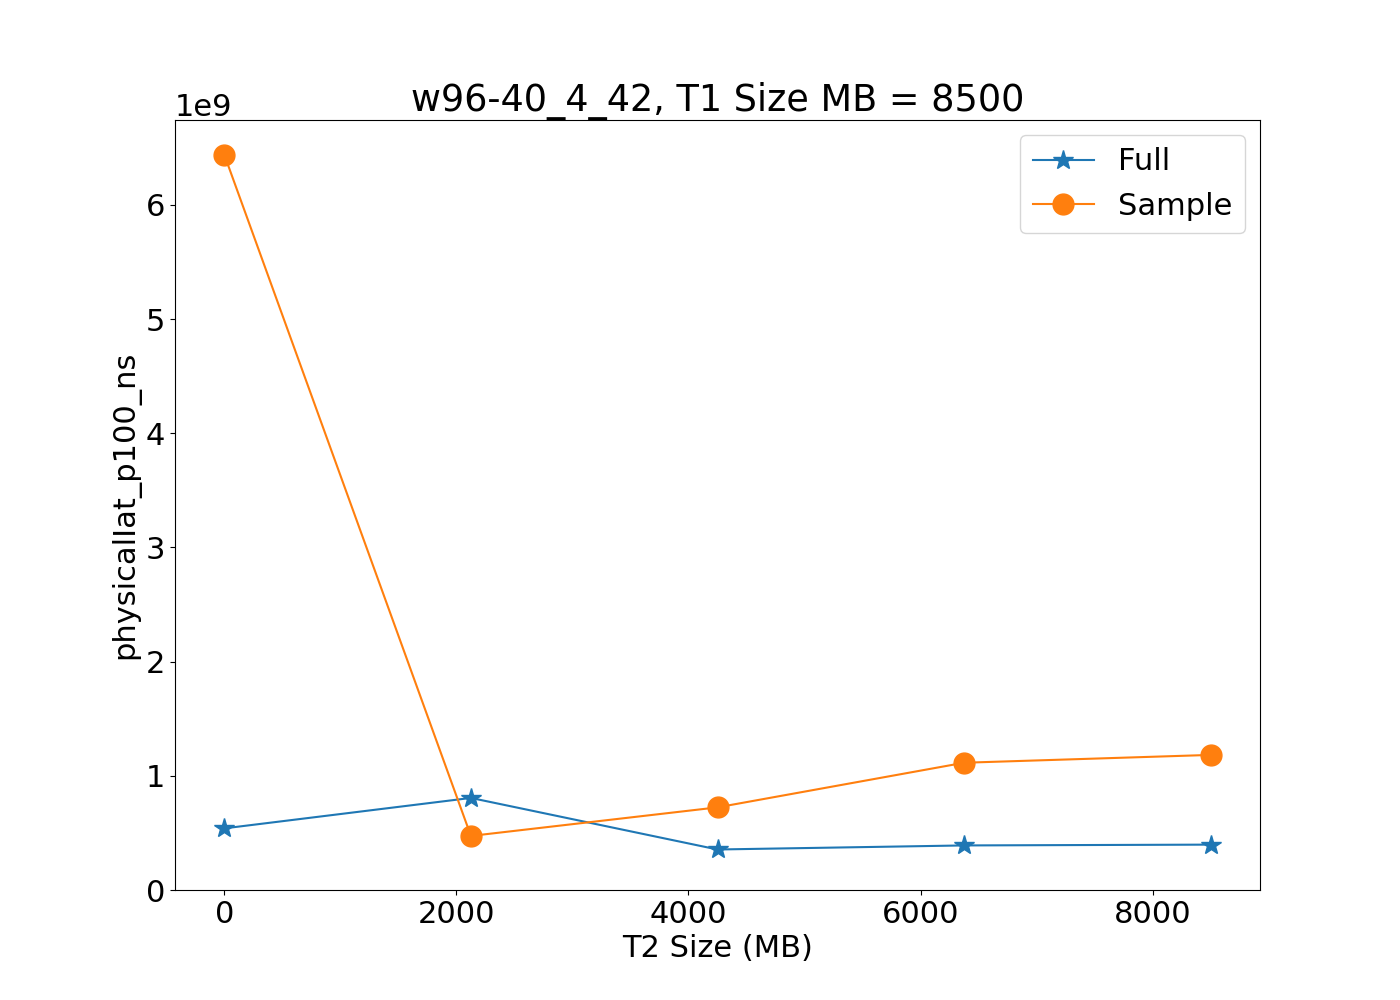 w96-40_4_42, T1 Size MB = 8500
1e9
Full
Sample
6
5
4
3
2
1
0
physicallat_p100_ns
0 2000 4000 6000 8000
T2 Size (MB)